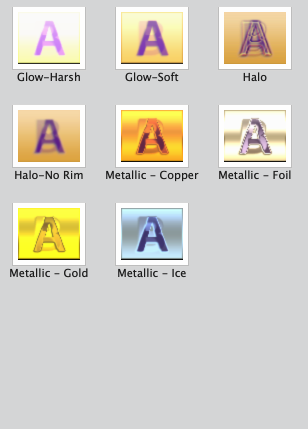 A A A
Glow-Harsh Glow-Soft Halo
A A A
Halo-No Rim Metallic - Copper Metallic - Foil
A A
Metallic - Gold Metallic - Ice